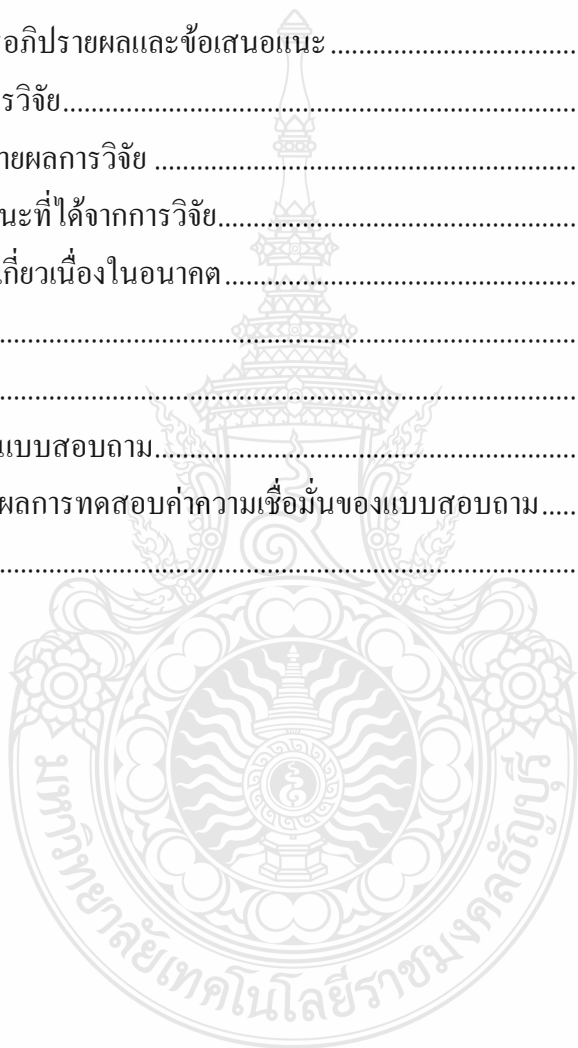 อภิปรายผลและข้อเสนอแนะ ....................................
รวิจัย....................................................................
ายผลการวิจัย .......................................................
นะที่ได้จากการวิจัย................................................
เกี่ยวเนื่องในอนาคต ...............................................
.............................................................................
.............................................................................
แบบสอบถาม........................................................
ผลการทดสอบค่าความเชื่อมั่นของแบบสอบถาม.....
.............................................................................
มหาวิทยาลัยเทคโนโลยีราชมงคลธัญบุรี